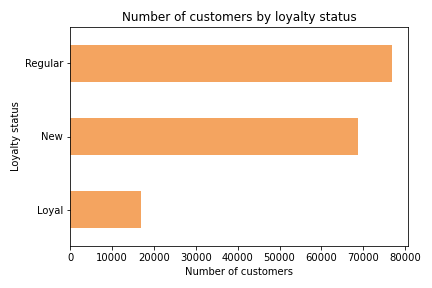 Number of customers by loyalty status
Loyalty status
Regular
New
Loyal
0 10000 20000 30000 40000 50000 60000 70000 80000
Number of customers